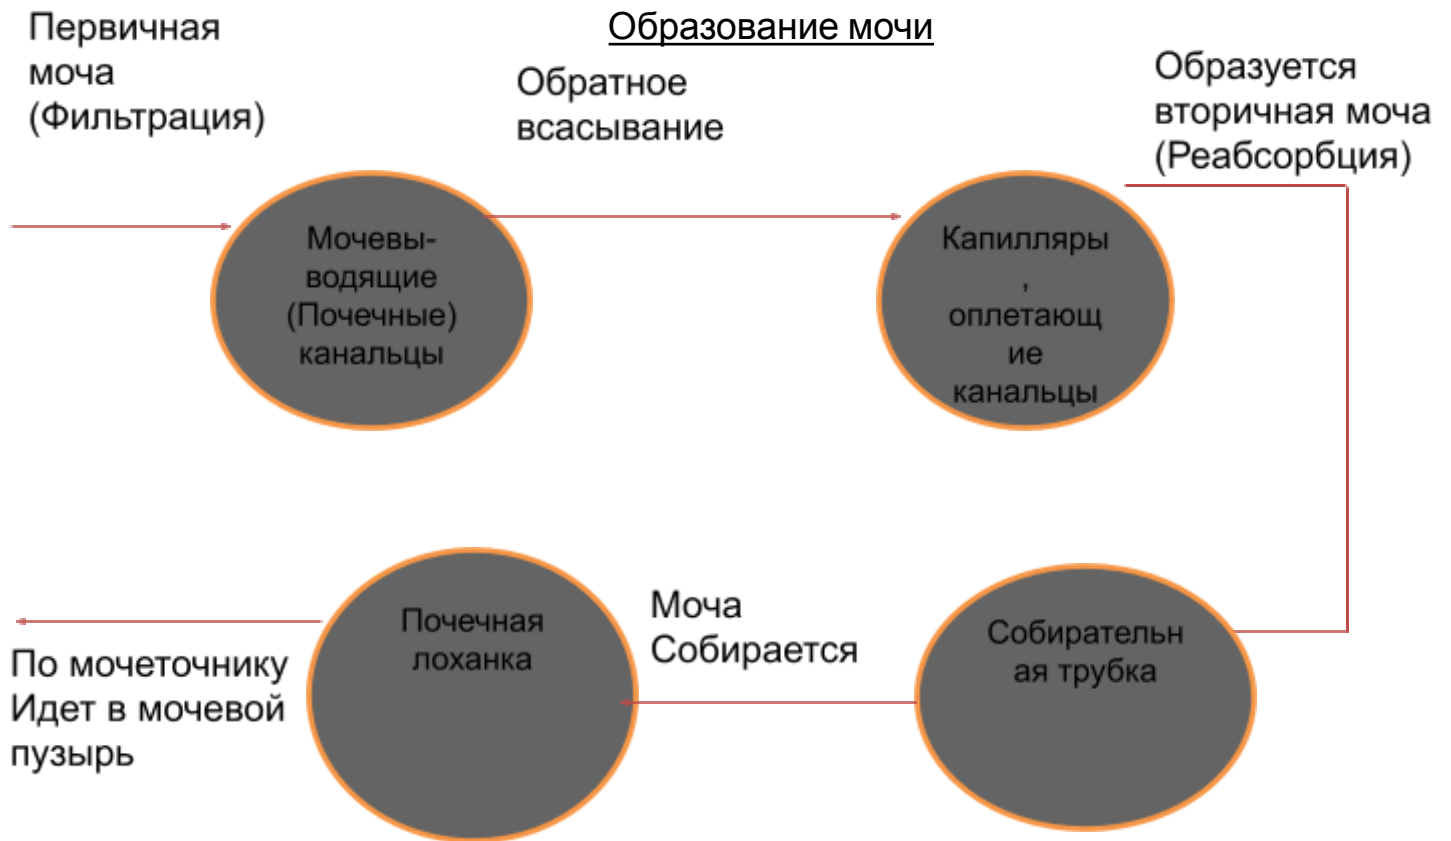 Образование мочи
Первичная
моча
(Фильтрация)
Обратное
всасывание
Образуется
вторичная моча
(Реабсорбция)
Мочевы-
водящие
(Почечные)
канальцы
Капилляры
,
оплетающ
ие
канальцы
Собирательн
ая трубка
Моча
Собирается
Почечная
лоханка
По мочеточнику
Идет в мочевой
пузырь